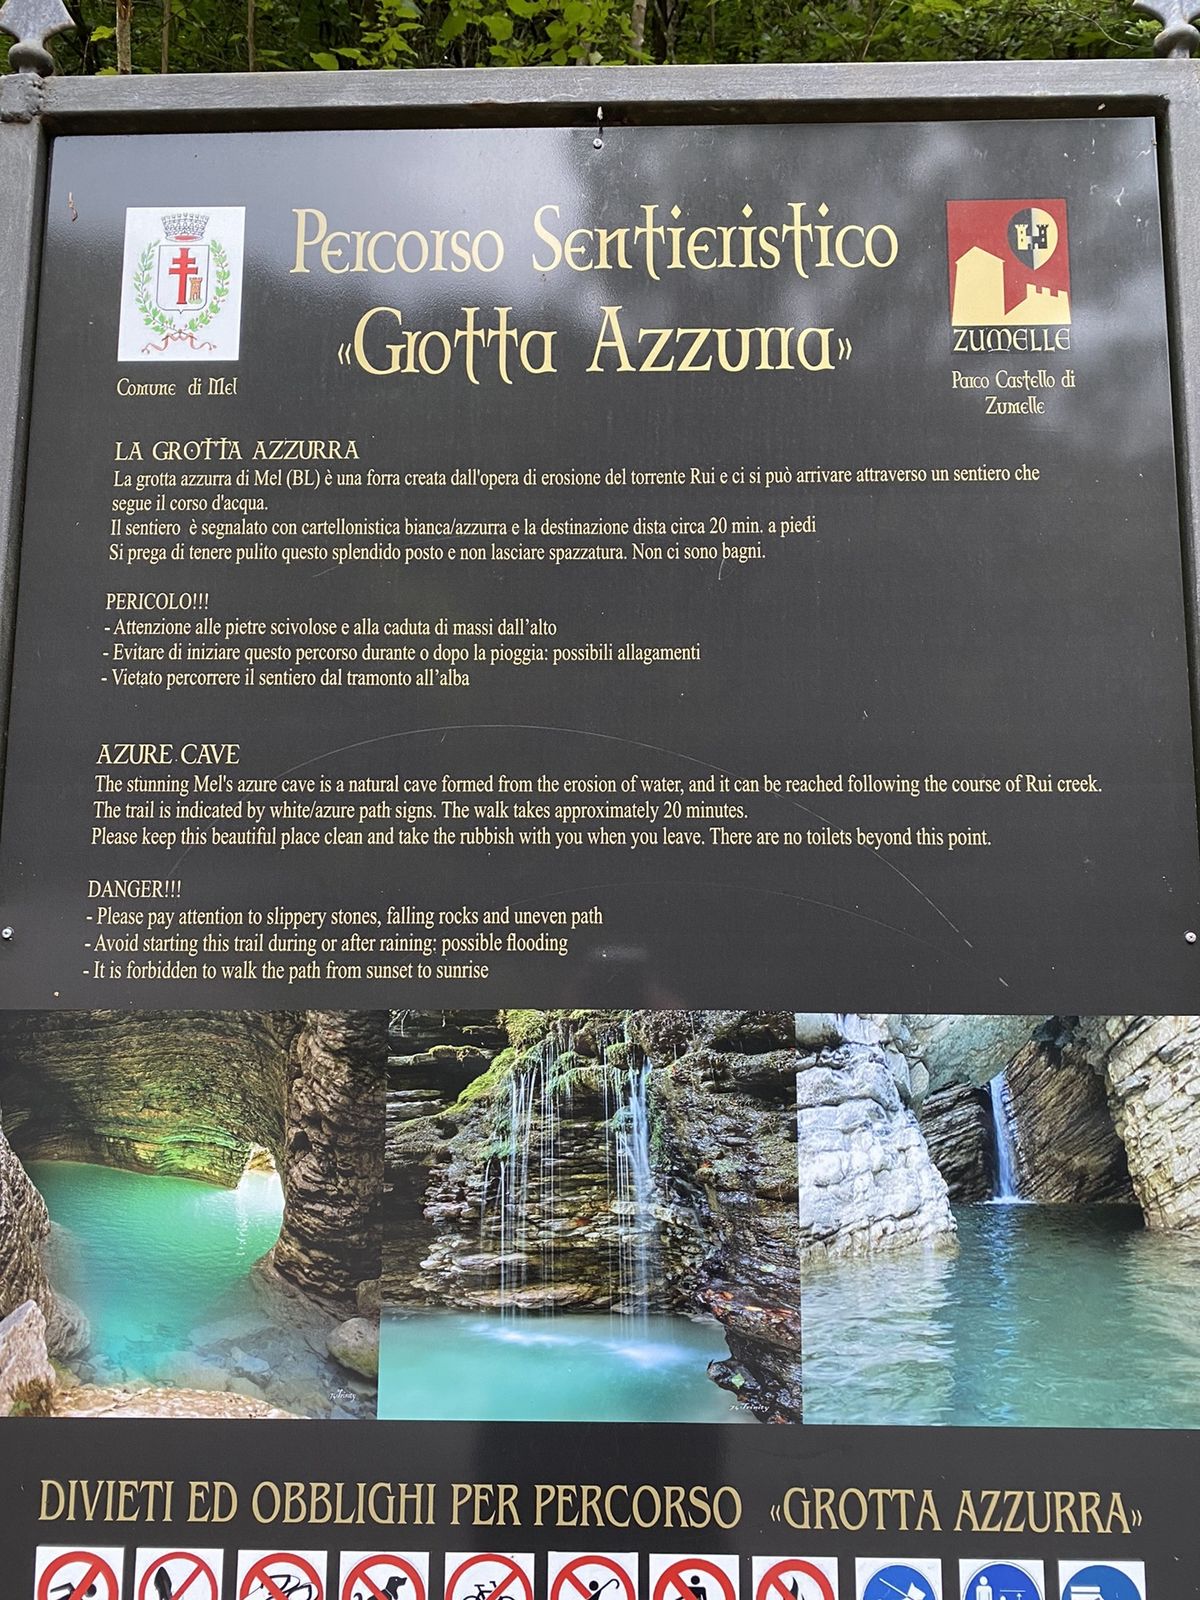 Percorso Sentieristico
«Grotta Azzurra»
Comune di Mel
ZUMELLE
Parco Castello di
Zumelle
LA GROTTA AZZURRA
La grotta azzurra di Mel (BL) è una forra creata dall'opera di erosione del torrente Rui e ci si può arrivare attraverso un sentiero che
segue il corso d'acqua.
Il sentiero è segnalato con cartellonistica bianca/azzurra e la destinazione dista circa 20 min. a piedi
Si prega di tenere pulito questo splendido posto e non lasciare spazzatura. Non ci sono bagni.
PERICOLO!!!
- Attenzione alle pietre scivolose e alla caduta di massi dall’alto
- Evitare di iniziare questo percorso durante o dopo la pioggia: possibili allagamenti
- Vietato percorrere il sentiero dal tramonto all’alba
AZURE CAVE
The stunning Mel's azure cave is a natural cave formed from the erosion of water, and it can be reached following the course of Rui creek.
The trail is indicated by white/azure path signs. The walk takes approximately 20 minutes.
Please keep this beautiful place clean and take the rubbish with you when you leave. There are no toilets beyond this point.
DANGER!!!
- Please pay attention to slippery stones, falling rocks and uneven path
- Avoid starting this trail during or after raining: possible flooding
- It is forbidden to walk the path from sunset to sunrise
74Trinity
74Trinity
DIVIETI ED OBBLIGHI PER PERCORSO «GROTTA AZZURRA»